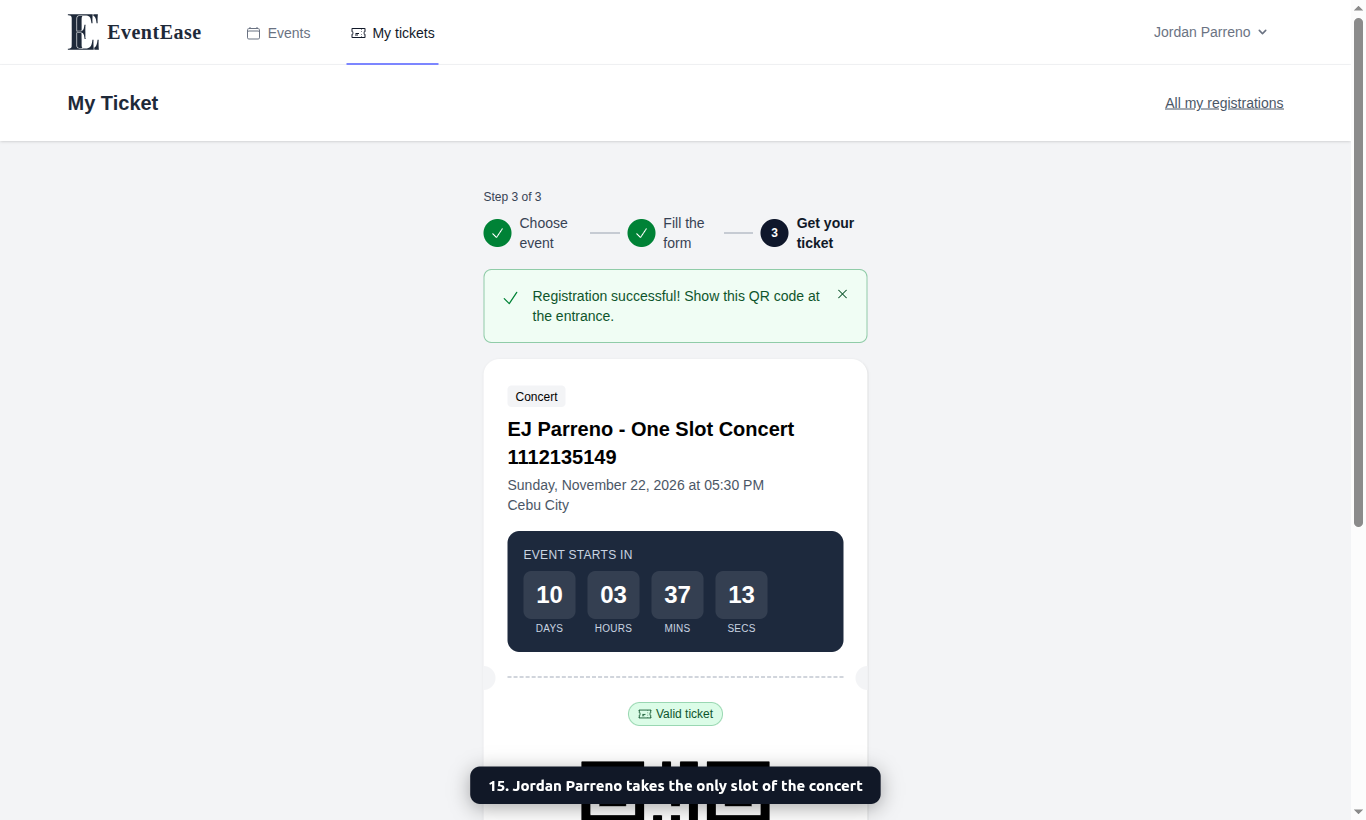 E EventEase
Events
My tickets
Jordan Parreno
My Ticket
All my registrations
Step 3 of 3
Choose
event
Fill the
form
3
Get your
ticket
Registration successful! Show this QR code at
the entrance.
Concert
EJ Parreno - One Slot Concert
1112135149
Sunday, November 22, 2026 at 05:30 PM
Cebu City
EVENT STARTS IN
10 03 37 13
DAYS HOURS MINS SECS
Valid ticket
15. Jordan Parreno takes the only slot of the concert